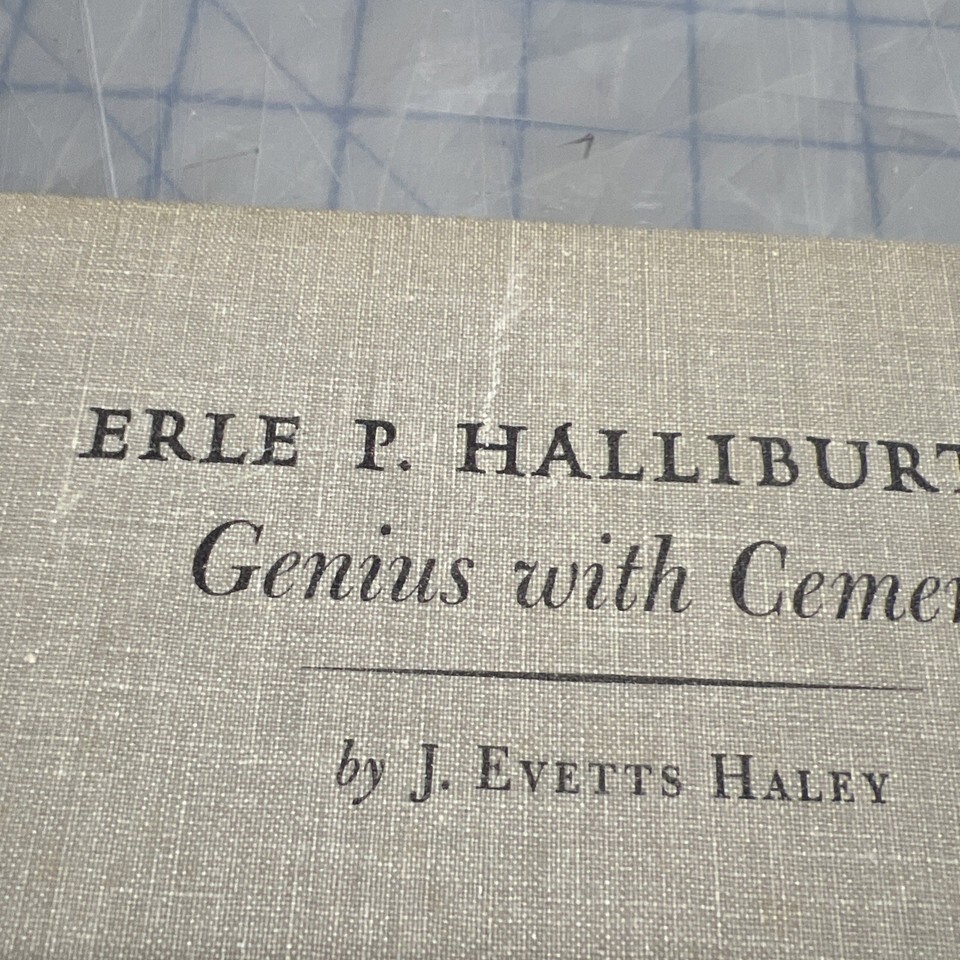 ERLE P. HALLIBURT
Genius with Cemen
by J. EVETTS HALEY